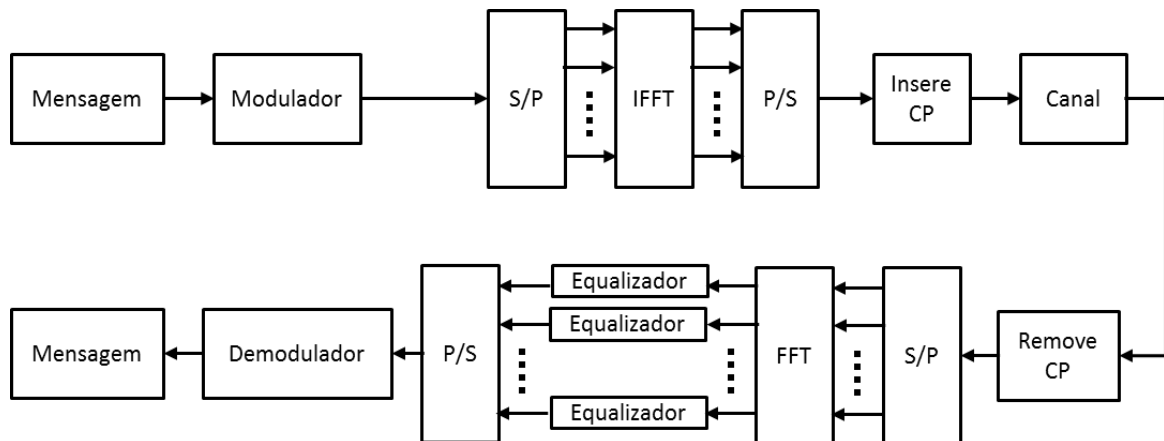 Mensagem
Modulador
S/P
IFFT
P/S
Insere
CP
Canal
Mensagem
Demodulador
P/S
Equalizador
Equalizador
Equalizador
FFT
S/P
Remove
CP